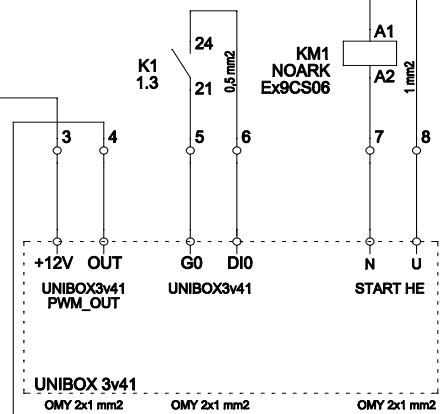 24
K1
1.3
21
0,5 mm2
KM1
NOARK
Ex9CS06
A1
A2
1 mm2
3 4 5 6 7 8
+12V OUT G0 DI0 N U
UNIBOX3v41
PWM_OUT
UNIBOX3v41
START HE
UNIBOX 3v41
OMY 2x1 mm2 OMY 2x1 mm2 OMY 2x1 mm2